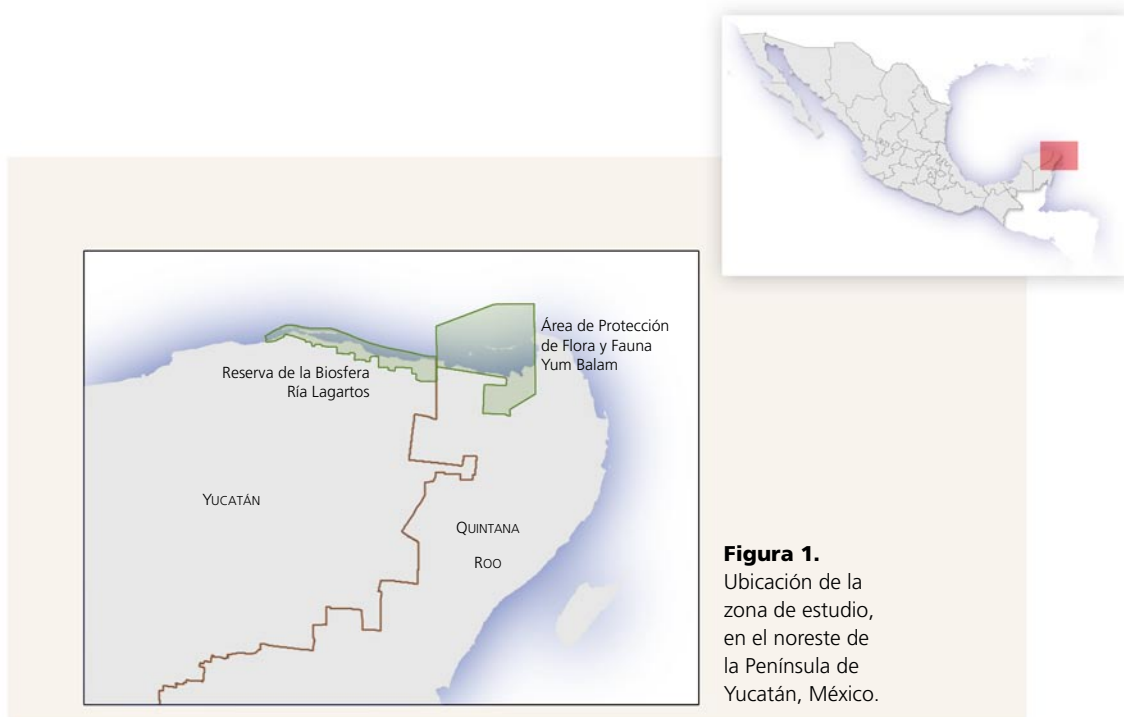 Área de Protección
de Flora y Fauna
Yum Balam
Reserva de la Biosfera
Ría Lagartos
YUCATÁN
QUINTANA
ROO
Figura 1.
Ubicación de la
zona de estudio,
en el noreste de
la Península de
Yucatán, México.